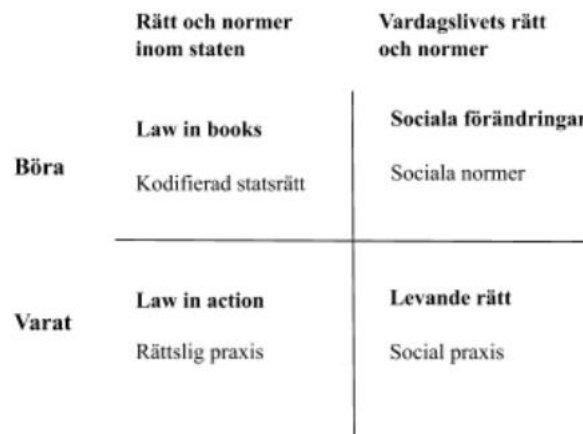 Rätt och normer
inom staten
Vardagslivets rätt
och normer
Böra
Law in books
Kodifierad statsrätt
Sociala förändringar
Sociala normer
Varat
Law in action
Rättslig praxis
Levande rätt
Social praxis